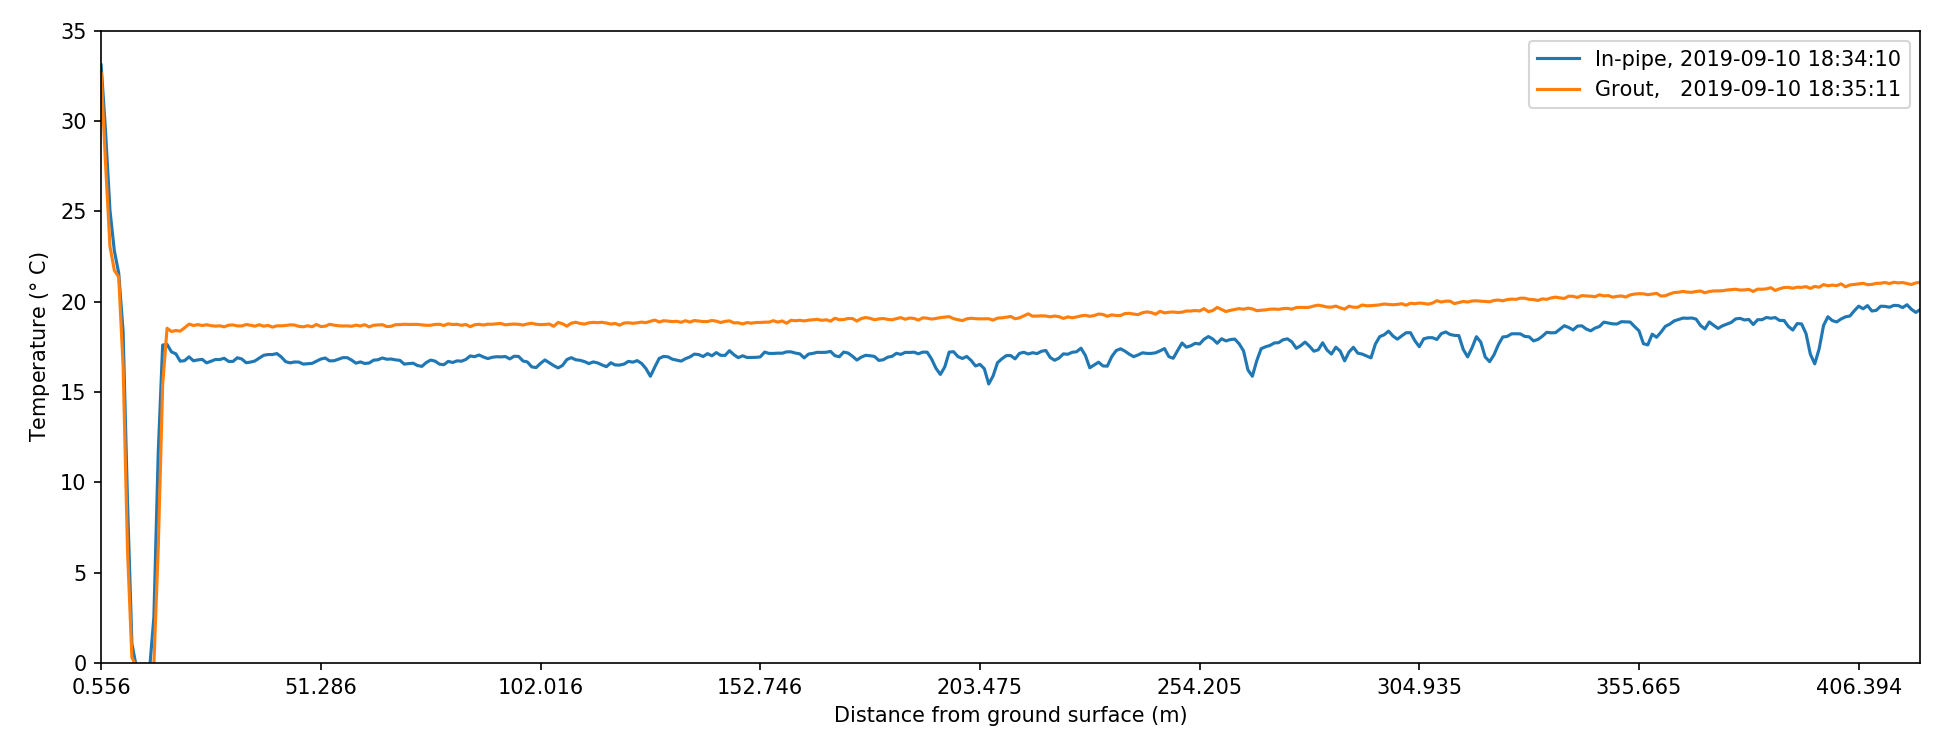 35
30
25
20
15
10
5
0
Temperature (° C)
In-pipe, 2019-09-10 18:34:10
Grout, 2019-09-10 18:35:11
0.556 51.286 102.016 152.746 203.475 254.205 304.935 355.665 406.394
Distance from ground surface (m)